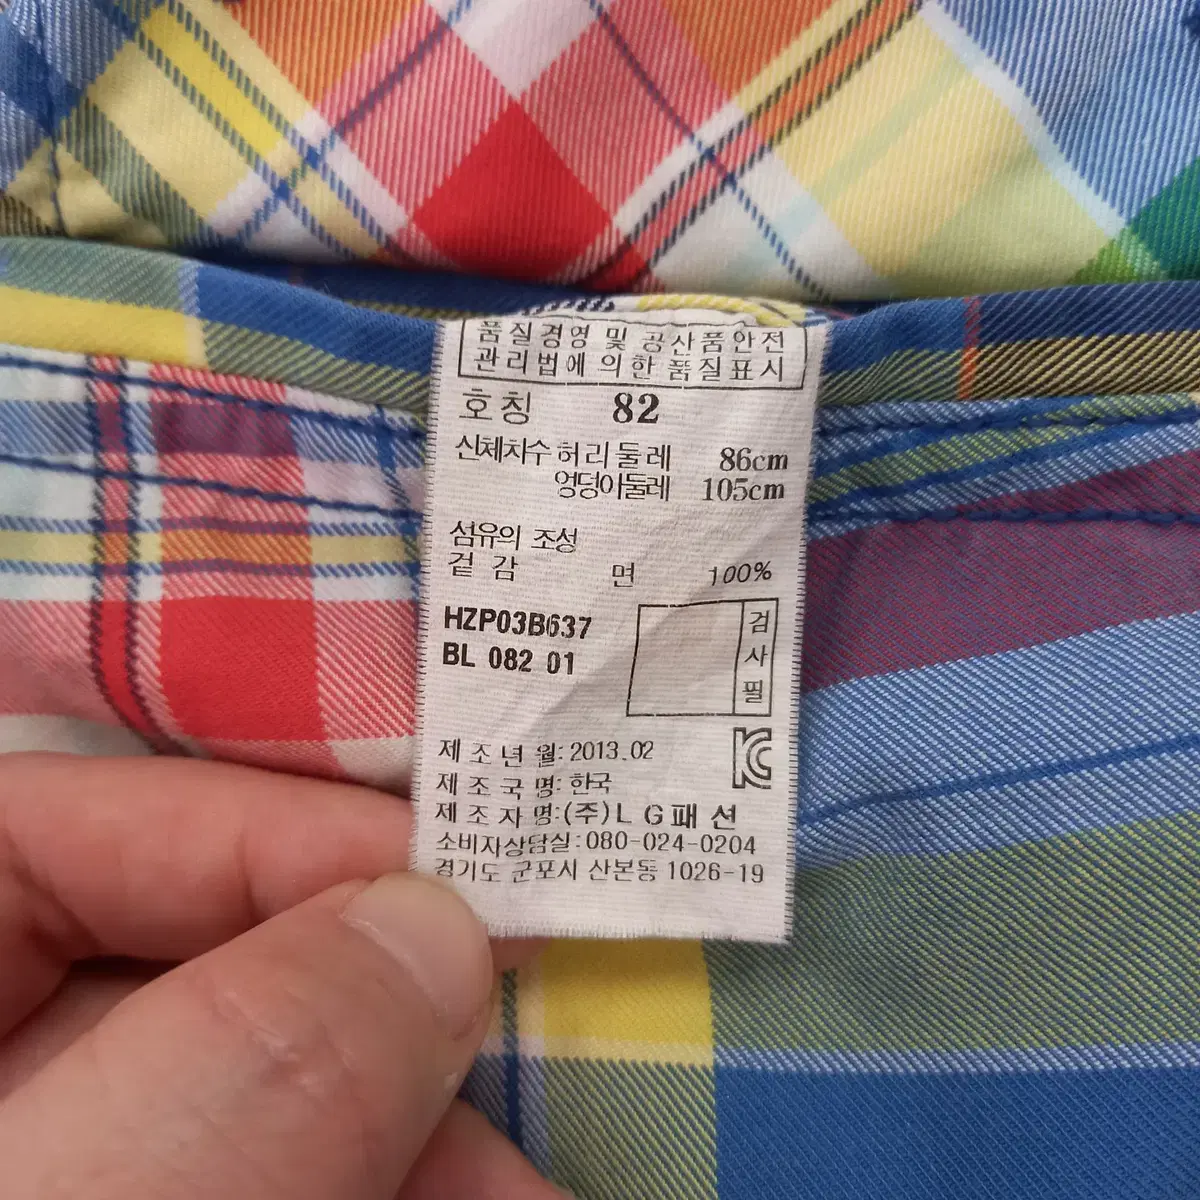 품질경영 및 공산품안전
관리법에 의한 품질표시
호칭 82
신체치수 허리둘레 86cm
엉덩이둘레 105cm
섬유의 조성
겉감 면 100%
HZP03B637
BL 082 01
검사필
제조년월: 2013.02
KC
제조국명: 한국
제조자명:(주)LG패션
소비자상담실:080-024-0204
경기도 군포시 산본동 1026-19